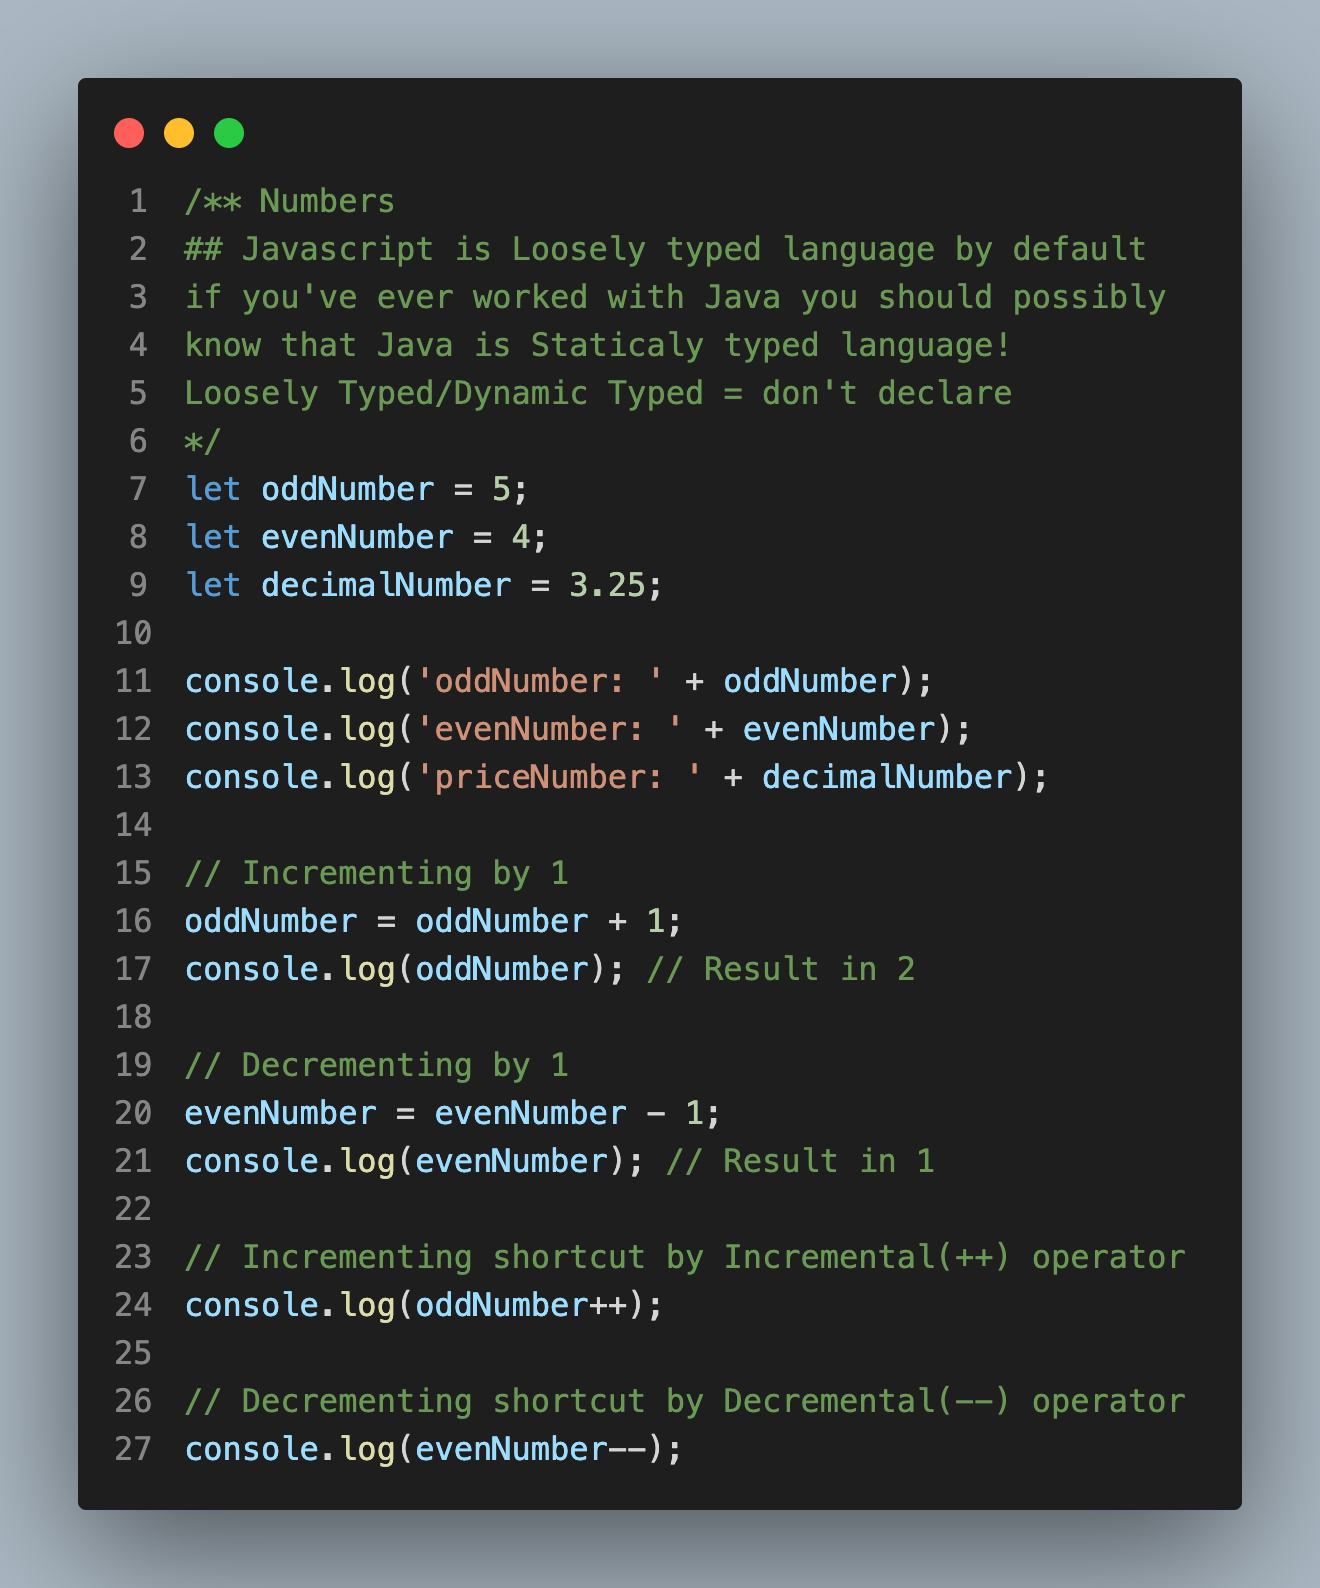 1 /** Numbers
2 ## Javascript is Loosely typed language by default
3 if you've ever worked with Java you should possibly
4 know that Java is Staticaly typed language!
5 Loosely Typed/Dynamic Typed = don't declare
6 */
7 let oddNumber = 5;
8 let evenNumber = 4;
9 let decimalNumber = 3.25;
10
11 console.log('oddNumber: ' + oddNumber);
12 console.log('evenNumber: ' + evenNumber);
13 console.log('priceNumber: ' + decimalNumber);
14
15 // Incrementing by 1
16 oddNumber = oddNumber + 1;
17 console.log(oddNumber); // Result in 2
18
19 // Decrementing by 1
20 evenNumber = evenNumber - 1;
21 console.log(evenNumber); // Result in 1
22
23 // Incrementing shortcut by Incremental(++) operator
24 console.log(oddNumber++);
25
26 // Decrementing shortcut by Decremental(--) operator
27 console.log(evenNumber--);